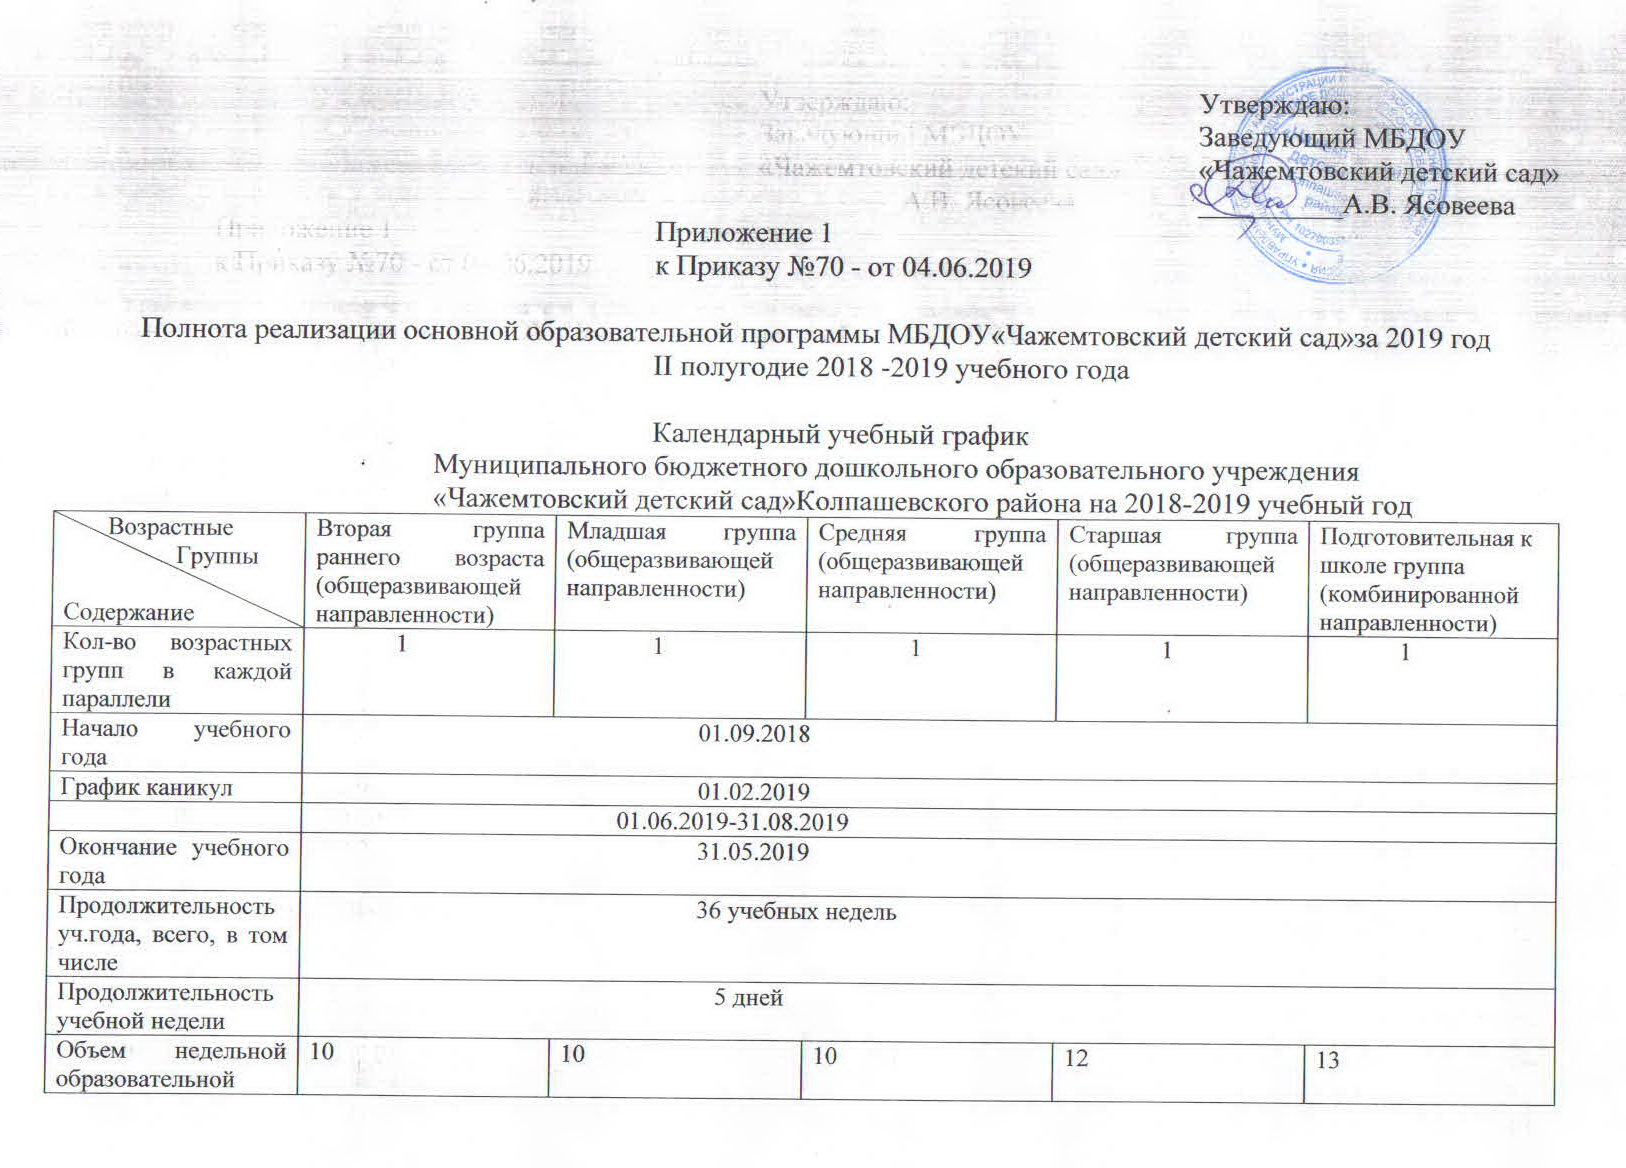 Утверждаю:
Заведующий МБДОУ
«Чажемтовский детский сад»
__________А.В. Ясовеева
Приложение 1
к Приказу №70 - от 04.06.2019
Полнота реализации основной образовательной программы МБДОУ«Чажемтовский детский сад»за 2019 год
II полугодие 2018 -2019 учебного года
Календарный учебный график
Муниципального бюджетного дошкольного образовательного учреждения
«Чажемтовский детский сад»Колпашевского района на 2018-2019 учебный год
Возрастные
Группы
Содержание
Вторая группа
раннего возраста
(общеразвивающей
направленности)
Младшая группа
(общеразвивающей
направленности)
Средняя группа
(общеразвивающей
направленности)
Старшая группа
(общеразвивающей
направленности)
Подготовительная к
школе группа
(комбинированной
направленности)
Кол-во возрастных
групп в каждой
параллели
1
1
1
1
1
Начало учебного
года
01.09.2018
График каникул
01.02.2019
01.06.2019-31.08.2019
Окончание учебного
года
31.05.2019
Продолжительность
уч.года, всего, в том
числе
36 учебных недель
Продолжительность
учебной недели
5 дней
Объем недельной
образовательной
10
10
10
12
13